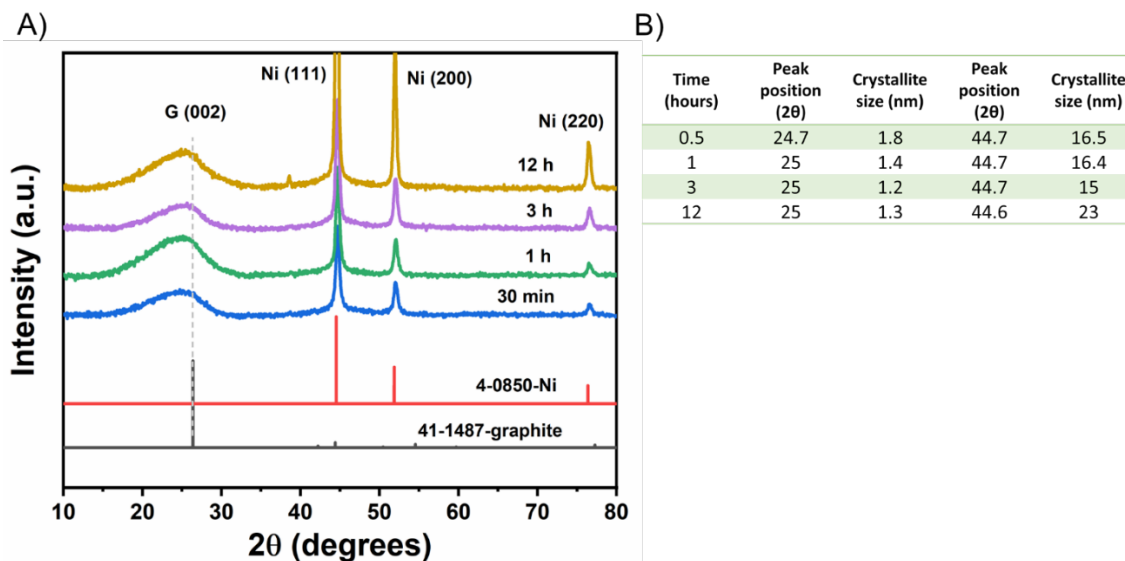 A)
B)
Ni (111)
Ni (200)
G (002)
Ni (220)
12 h
3 h
1 h
30 min
4-0850-Ni
41-1487-graphite
Intensity (a.u.)
10 20 30 40 50 60 70 80
2θ (degrees)
Time (hours) Peak position (2θ) Crystallite size (nm) Peak position (2θ) Crystallite size (nm)
0.5 24.7 1.8 44.7 16.5
1 25 1.4 44.7 16.4
3 25 1.2 44.7 15
12 25 1.3 44.6 23